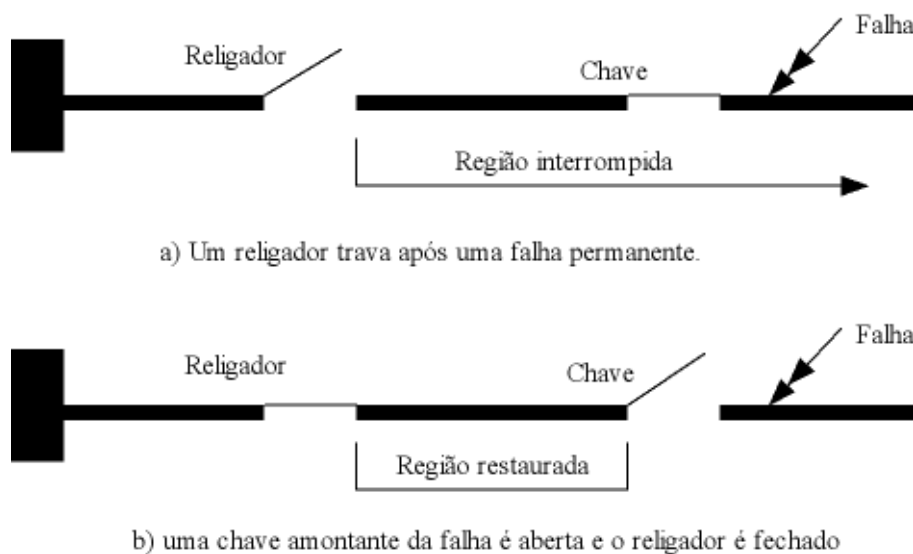 Falha
Religador
Chave
Região interrompida
a) Um religador trava após uma falha permanente.
Falha
Religador
Chave
Região restaurada
b) uma chave amontante da falha é aberta e o religador é fechado